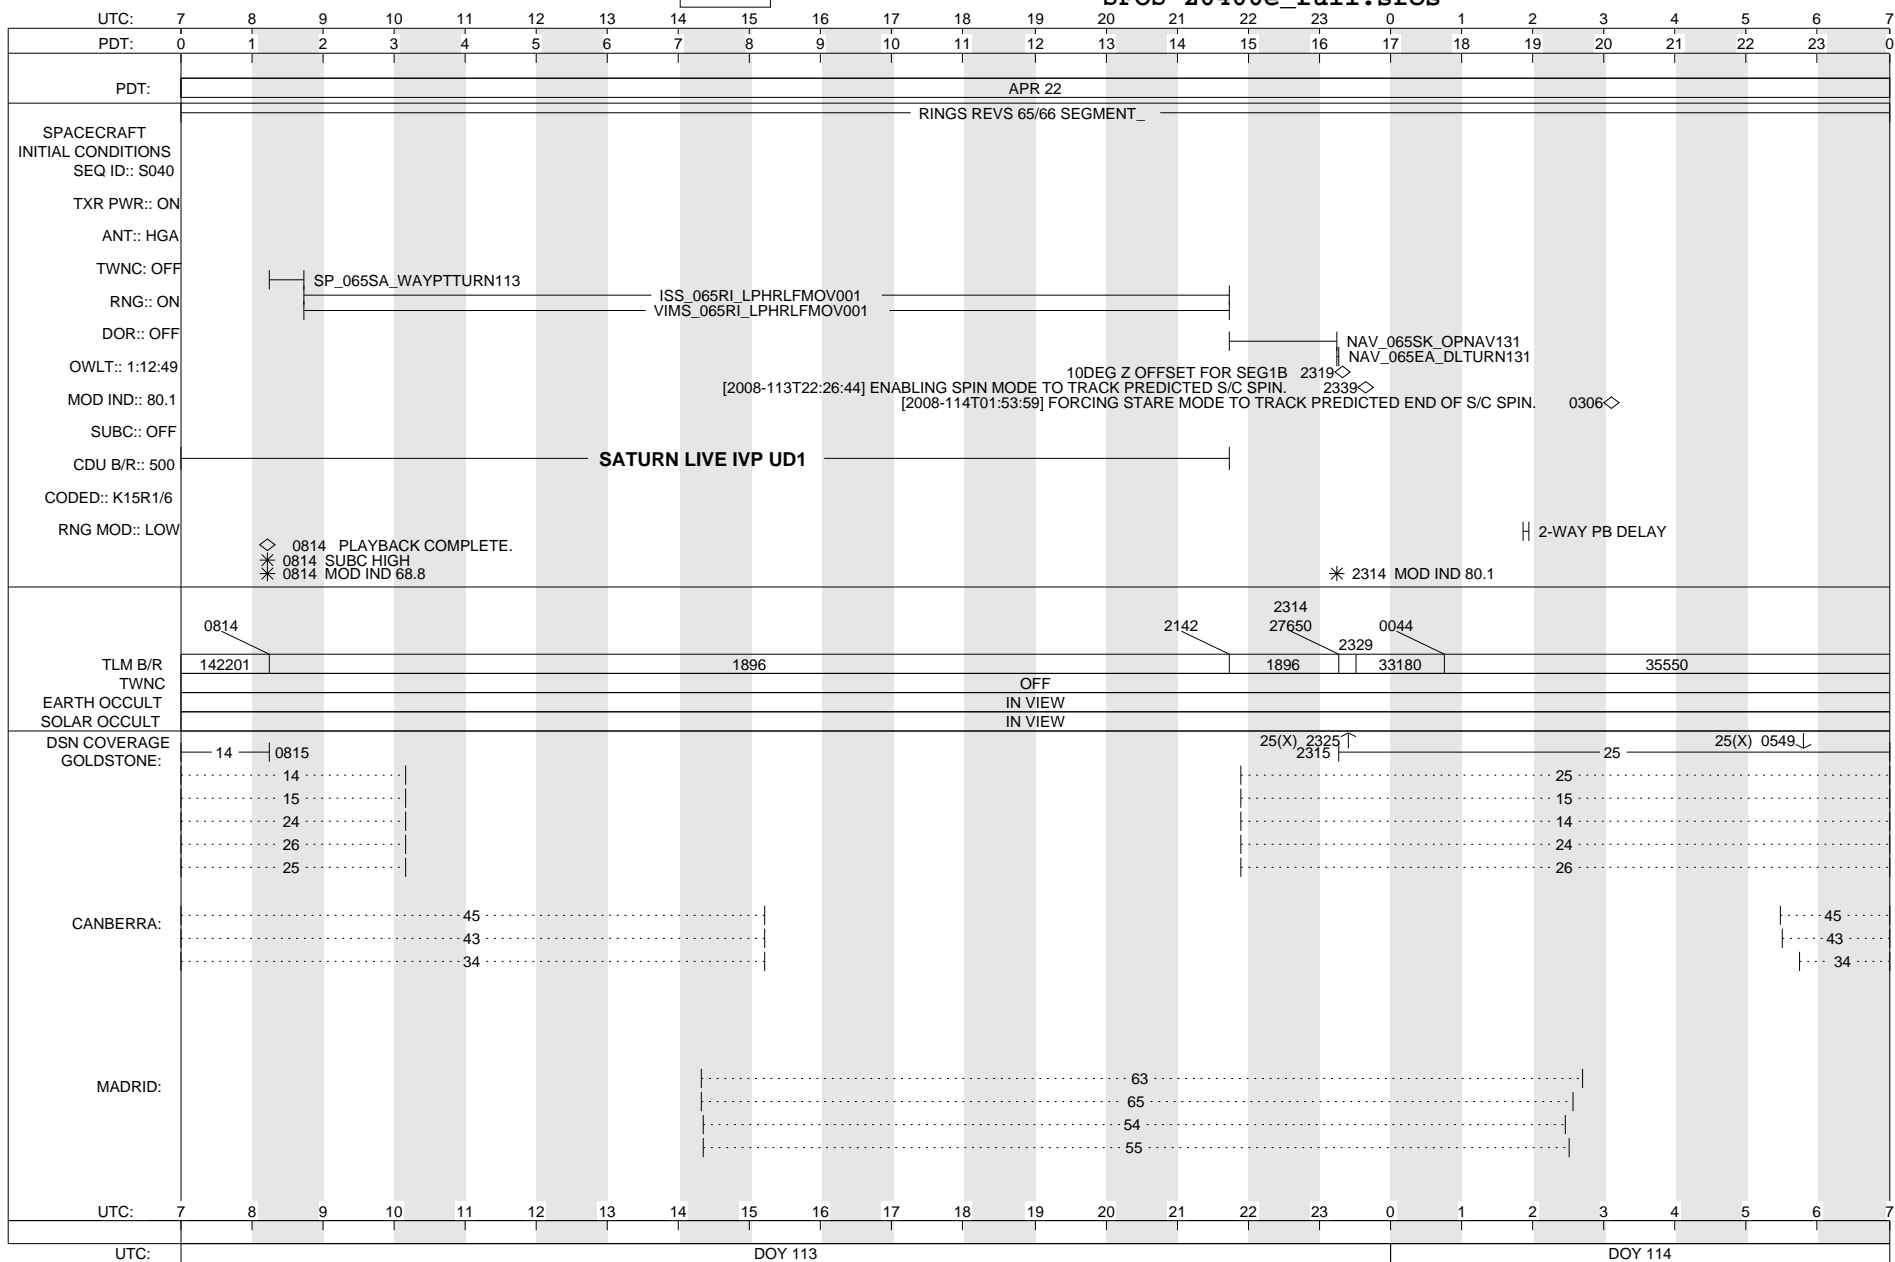 SFOS 20400e_full.sfos
UTC: 7 8 9 10 11 12 13 14 15 16 17 18 19 20 21 22 23 0 1 2 3 4 5 6 7
PDT: 0 1 2 3 4 5 6 7 8 9 10 11 12 13 14 15 16 17 18 19 20 21 22 23 0
PDT: APR 22
RINGS REVS 65/66 SEGMENT_
SPACECRAFT
INITIAL CONDITIONS
SEQ ID:: S040
TXR PWR:: ON
ANT:: HGA
TWNC: OFF
SP_065SA_WAYPTTURN113
RNG:: ON
ISS_065RI_LPHRLFMOV001
VIMS_065RI_LPHRLFMOV001
DOR:: OFF
NAV_065SK_OPNAV131
NAV_065EA_DLTURN131
OWLT:: 1:12:49
10DEG Z OFFSET FOR SEG1B 2319
[2008-113T22:26:44] ENABLING SPIN MODE TO TRACK PREDICTED S/C SPIN. 2339
MOD IND:: 80.1
[2008-114T01:53:59] FORCING STARE MODE TO TRACK PREDICTED END OF S/C SPIN. 0306
SUBC:: OFF
CDU B/R:: 500
SATURN LIVE IVP UD1
CODED:: K15R1/6
RNG MOD:: LOW
2-WAY PB DELAY
0814 PLAYBACK COMPLETE.
0814 SUBC HIGH
0814 MOD IND 68.8
2314 MOD IND 80.1
2314
0814 2142 27650 0044
2329
TLM B/R 142201 1896 1896 33180 35550
TWNC OFF
EARTH OCCULT IN VIEW
SOLAR OCCULT IN VIEW
DSN COVERAGE 25(X) 2325 25(X) 0549
GOLDSTONE: 14 0815 2315 25
14 25
15 15
24 14
26 24
25 26
CANBERRA: 45 45
43 43
34 34
MADRID: 63
65
54
55
UTC: 7 8 9 10 11 12 13 14 15 16 17 18 19 20 21 22 23 0 1 2 3 4 5 6 7
UTC: DOY 113 DOY 114